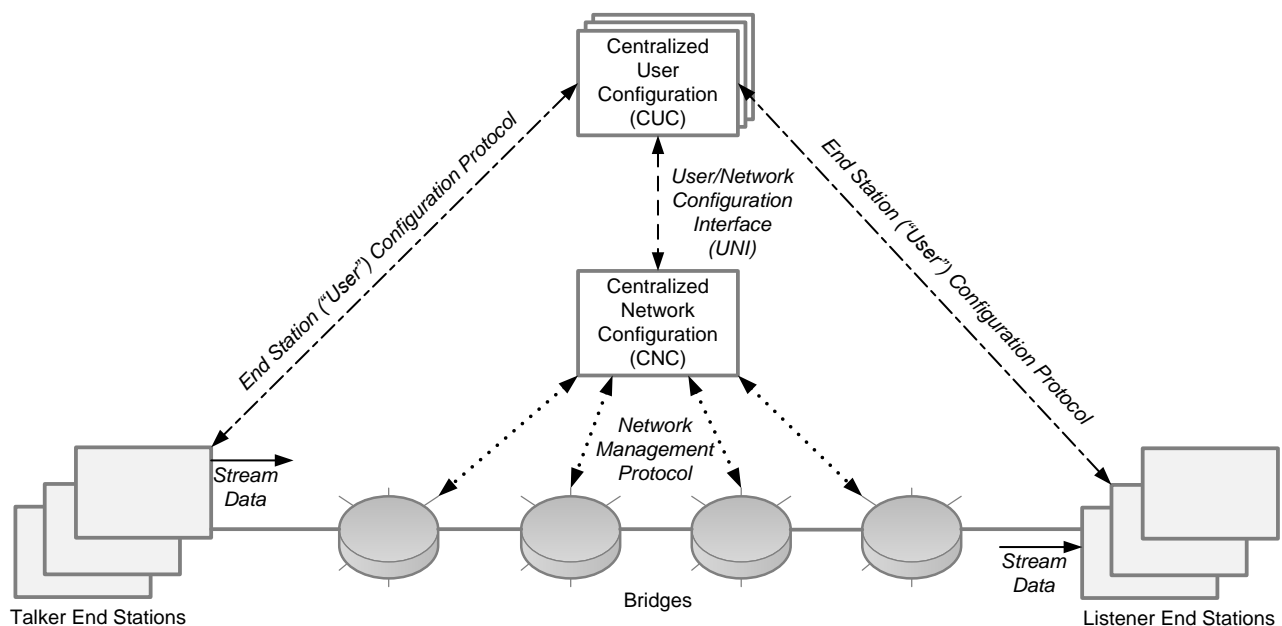 Centralized
User
Configuration
(CUC)
End Station (“User”) Configuration Protocol
End Station (“User”) Configuration Protocol
User/Network
Configuration
Interface
(UNI)
Centralized
Network
Configuration
(CNC)
Network
Management
Protocol
Stream
Data
Stream
Data
Bridges
Talker End Stations
Listener End Stations